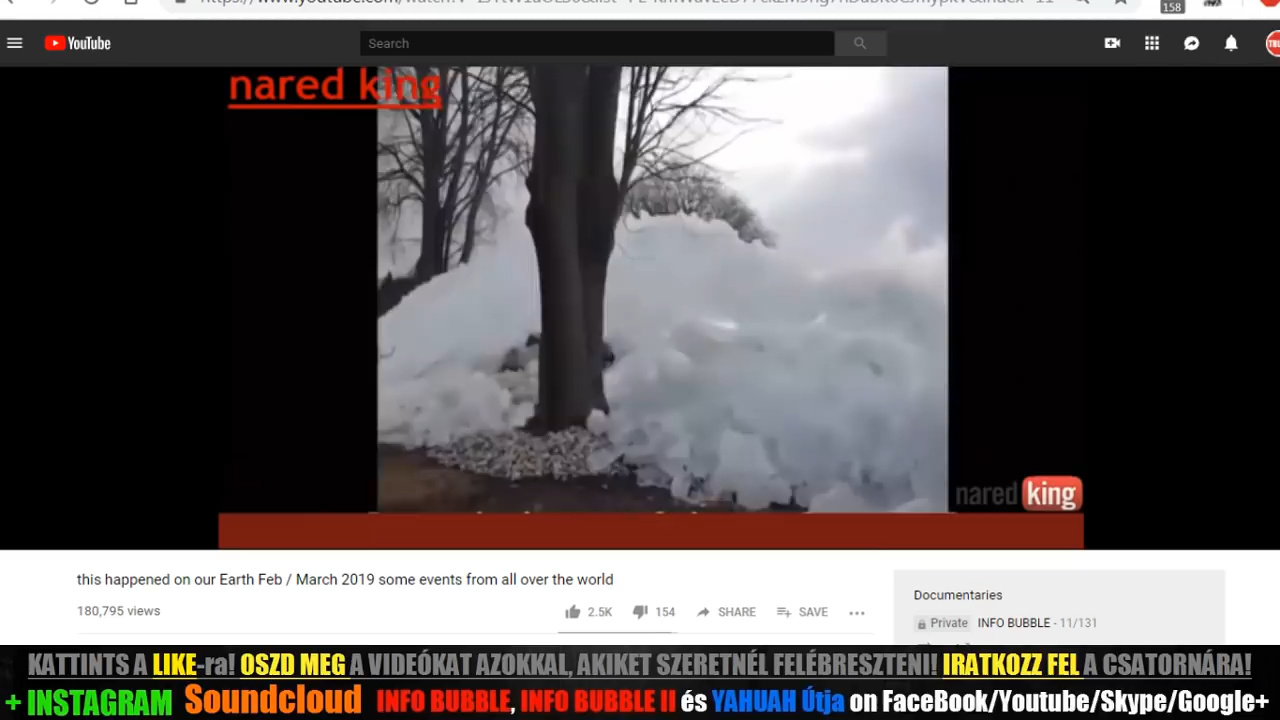 158
YouTube
Search
nared king
nared king
this happened on our Earth Feb / March 2019 some events from all over the world
180,795 views
2.5K 154 SHARE SAVE
Documentaries
Private INFO BUBBLE - 11/131
KATTINTS A LIKE-ra! OSZD MEG A VIDEÓKAT AZOKKAL, AKIKET SZERETNÉL FELÉBRESZTENI! IRATKOZZ FEL A CSATORNÁRA!
+ INSTAGRAM Soundcloud INFO BUBBLE, INFO BUBBLE II és YAHUAH Útja on FaceBook/Youtube/Skype/Google+